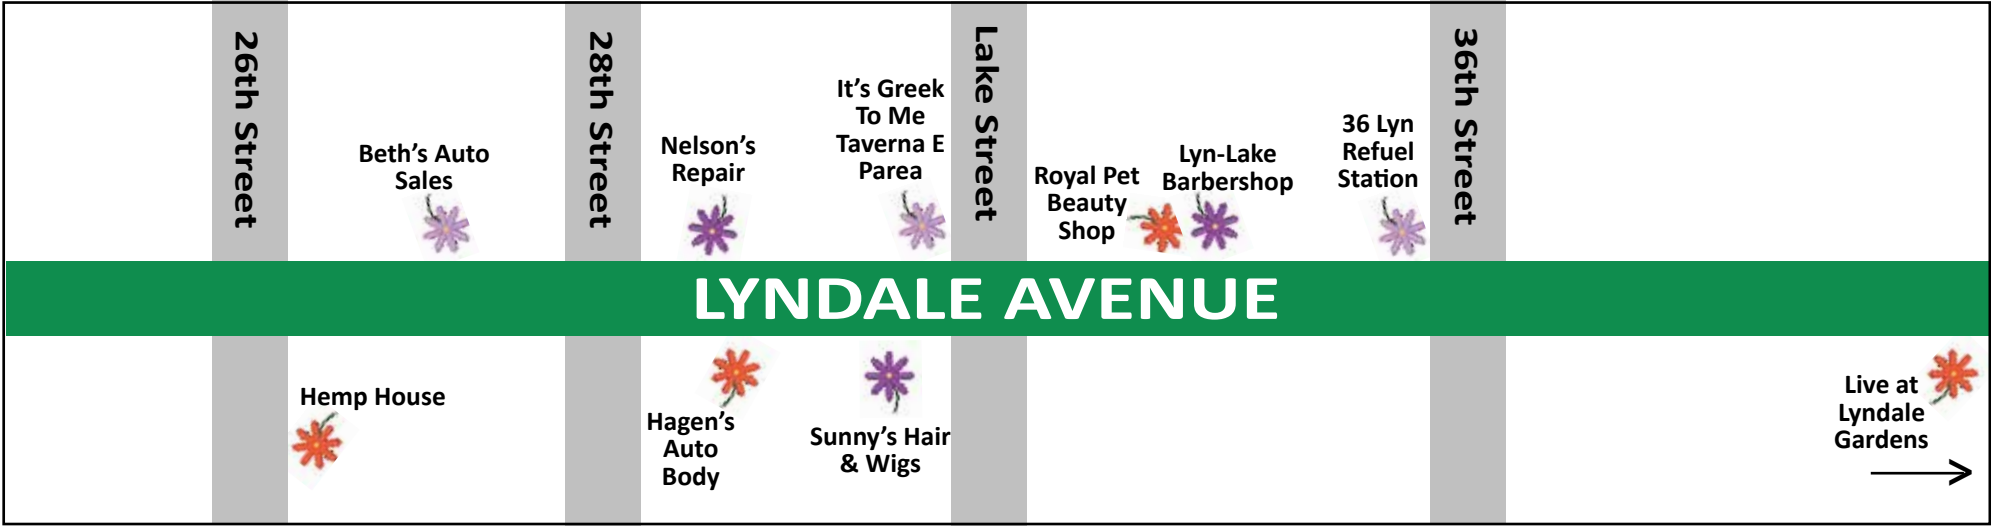 26th Street
28th Street
Lake Street
36th Street
Beth's Auto
Sales
Nelson's
Repair
It's Greek
To Me
Taverna E
Parea
Royal Pet
Beauty
Shop
Lyn-Lake
Barbershop
36 Lyn
Refuel
Station
LYNDALE AVENUE
Hemp House
Hagen's
Auto
Body
Sunny's Hair
& Wigs
Live at
Lyndale
Gardens